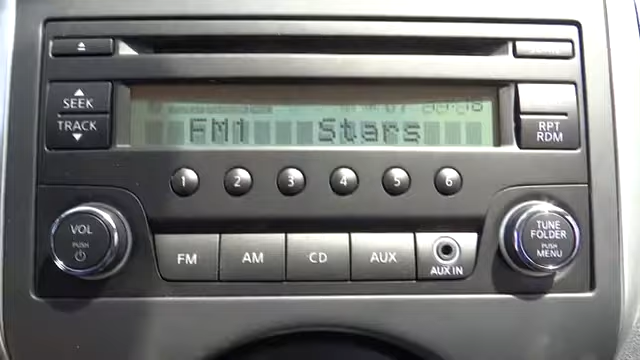 SEEK
TRACK
FM1 Stars
RPT
RDM
1 2 3 4 5 6
VOL
PUSH
FM AM CD AUX
AUX IN
TUNE
FOLDER
PUSH
MENU